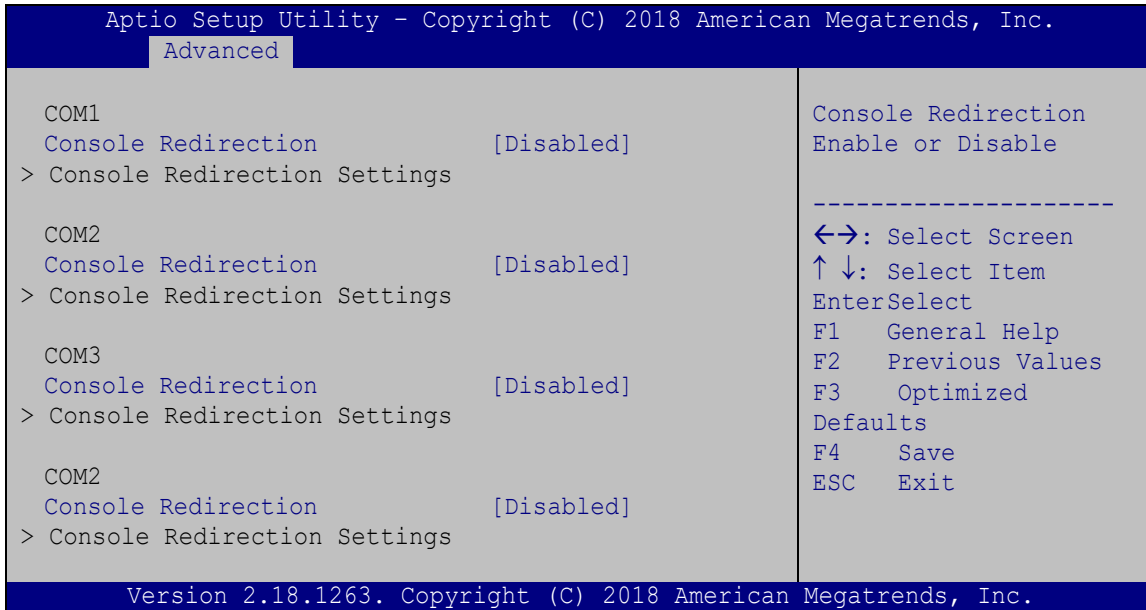 Aptio Setup Utility – Copyright (C) 2018 American Megatrends, Inc.
Advanced
COM1
Console Redirection [Disabled]
> Console Redirection Settings
COM2
Console Redirection [Disabled]
> Console Redirection Settings
COM3
Console Redirection [Disabled]
> Console Redirection Settings
COM2
Console Redirection [Disabled]
> Console Redirection Settings
Console Redirection
Enable or Disable
---------------------
←→: Select Screen
↑ ↓: Select Item
EnterSelect
F1 General Help
F2 Previous Values
F3 Optimized
Defaults
F4 Save
ESC Exit
Version 2.18.1263. Copyright (C) 2018 American Megatrends, Inc.